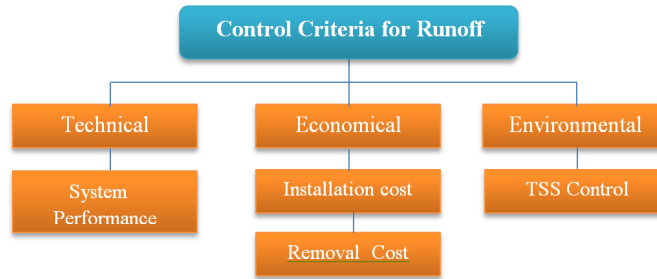 Control Criteria for Runoff
Technical
Economical
Environmental
System
Performance
Installation cost
TSS Control
Removal Cost